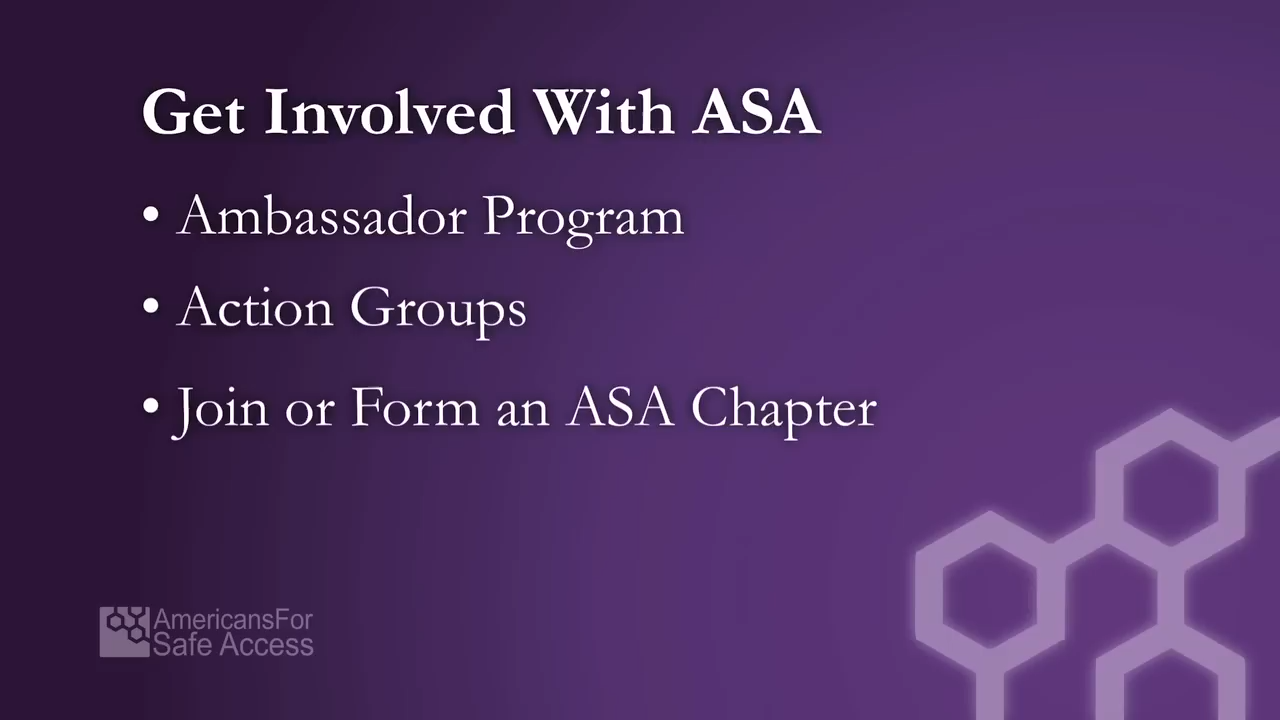 Get Involved With ASA
• Ambassador Program
• Action Groups
• Join or Form an ASA Chapter
AmericansFor
Safe Access